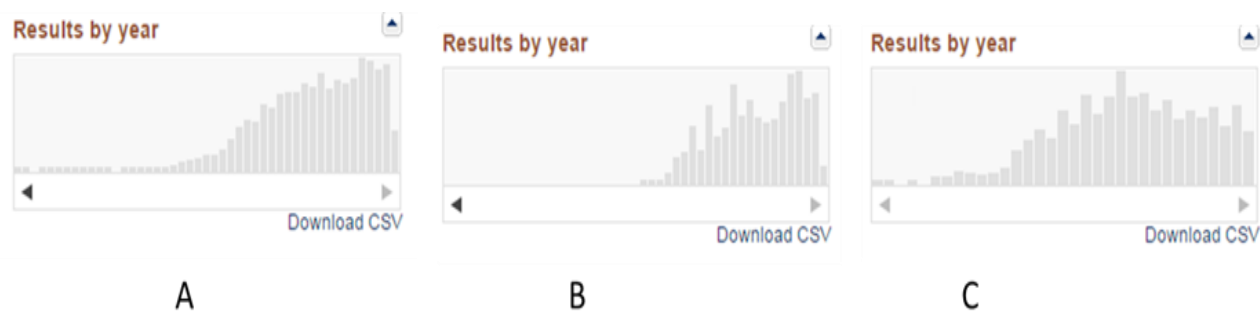 Results by year
Download CSV
A
Results by year
Download CSV
B
Results by year
Download CSV
C